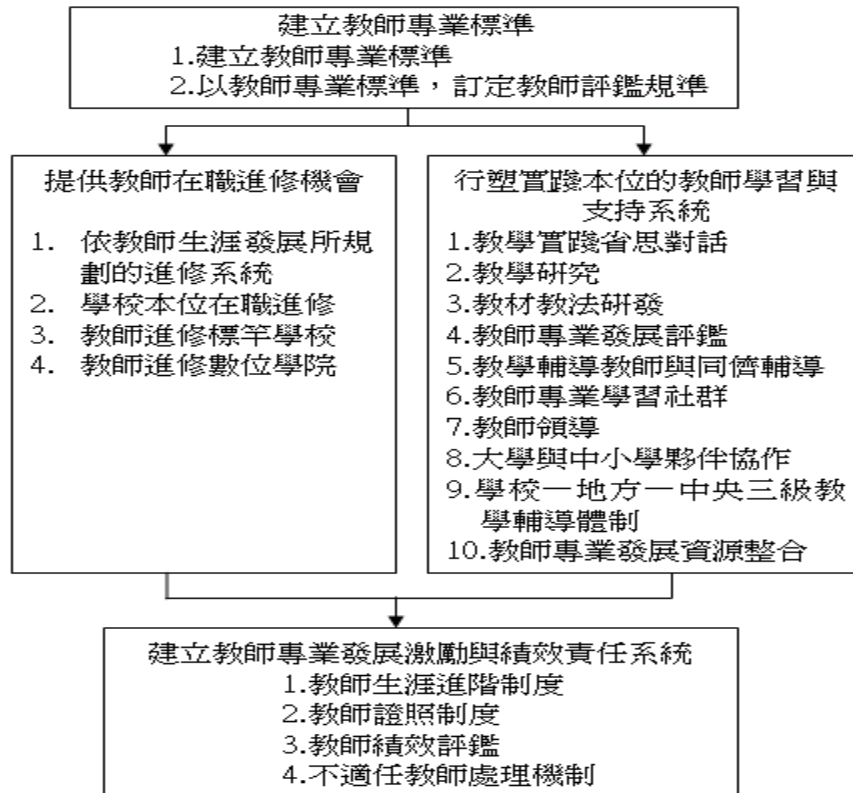 建立教師專業標準
1.建立教師專業標準
2.以教師專業標準，訂定教師評鑑規準
提供教師在職進修機會
1. 依教師生涯發展所規
劃的進修系統
2. 學校本位在職進修
3. 教師進修標竿學校
4. 教師進修數位學院
行塑實踐本位的教師學習與
支持系統
1.教學實踐省思對話
2.教學研究
3.教材教法研發
4.教師專業發展評鑑
5.教學輔導教師與同儕輔導
6.教師專業學習社群
7.教師領導
8.大學與中小學夥伴協作
9.學校－地方－中央三級教
學輔導體制
10.教師專業發展資源整合
建立教師專業發展激勵與績效責任系統
1.教師生涯進階制度
2.教師證照制度
3.教師績效評鑑
4.不適任教師處理機制